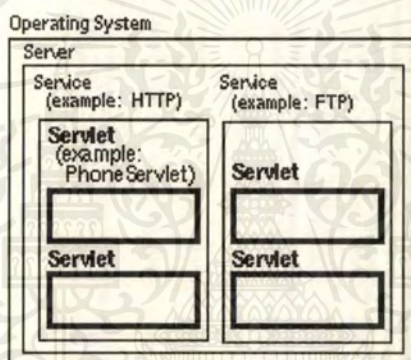 Operating System
Server
Service
(example: HTTP)
Service
(example: FTP)
Servlet
(example:
PhoneServlet)
Servlet
Servlet
Servlet